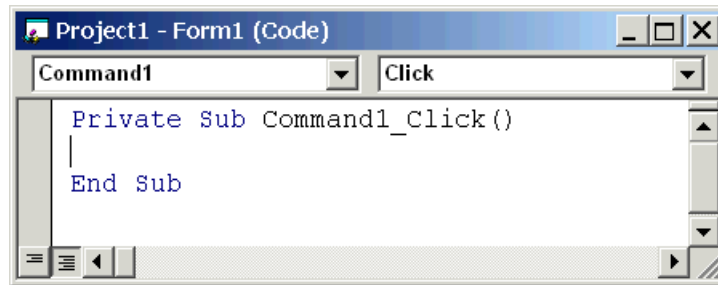 Project1 - Form1 (Code)
Command1 Click
Private Sub Command1_Click()
End Sub